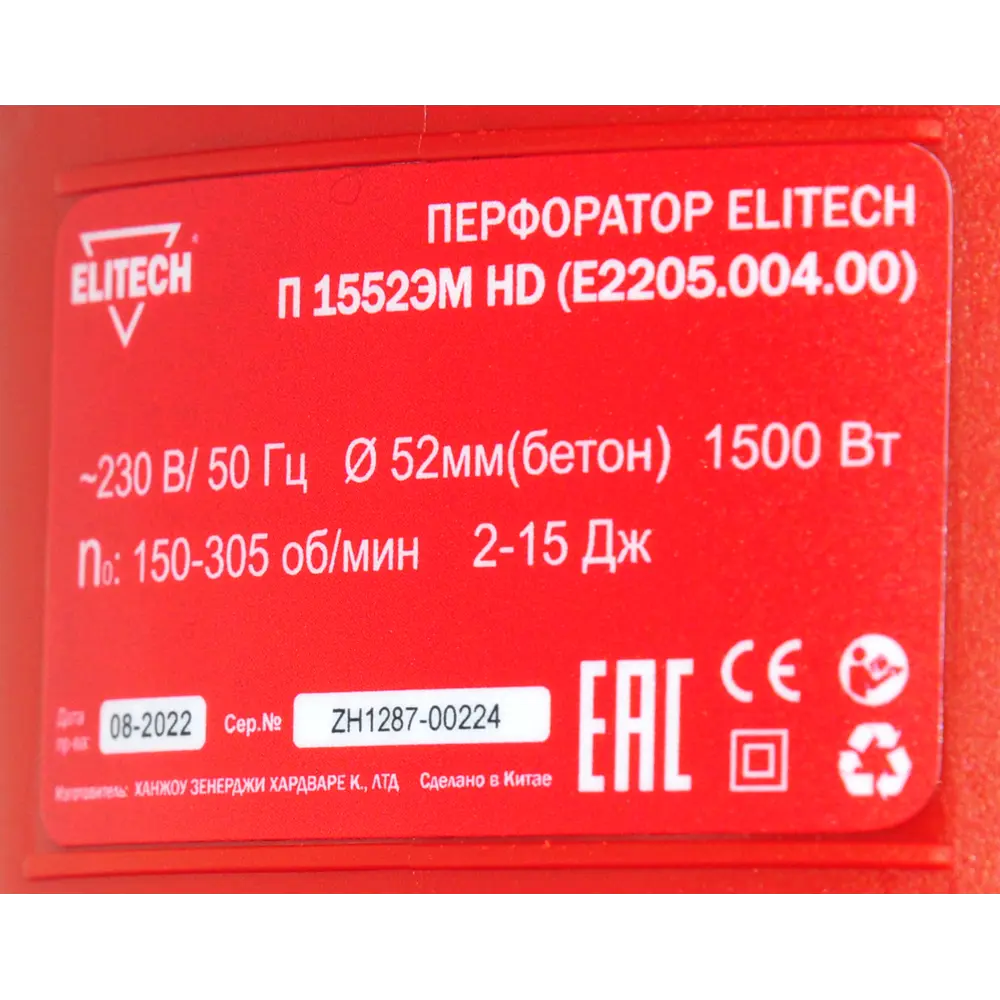 ELITECH
ПЕРФОРАТОР ELITECH
П 1552ЭМ HD (E2205.004.00)
~230 В/ 50 Гц Ø 52мм(бетон) 1500 Вт
n₀: 150-305 об/мин 2-15 Дж
Дата пр-ва: 08-2022 Сер.№ ZH1287-00224
Изготовитель: ХАНЖОУ ЗЕНЕРДЖИ ХАРДВАРЕ К., ЛТД Сделано в Китае
EAC CE